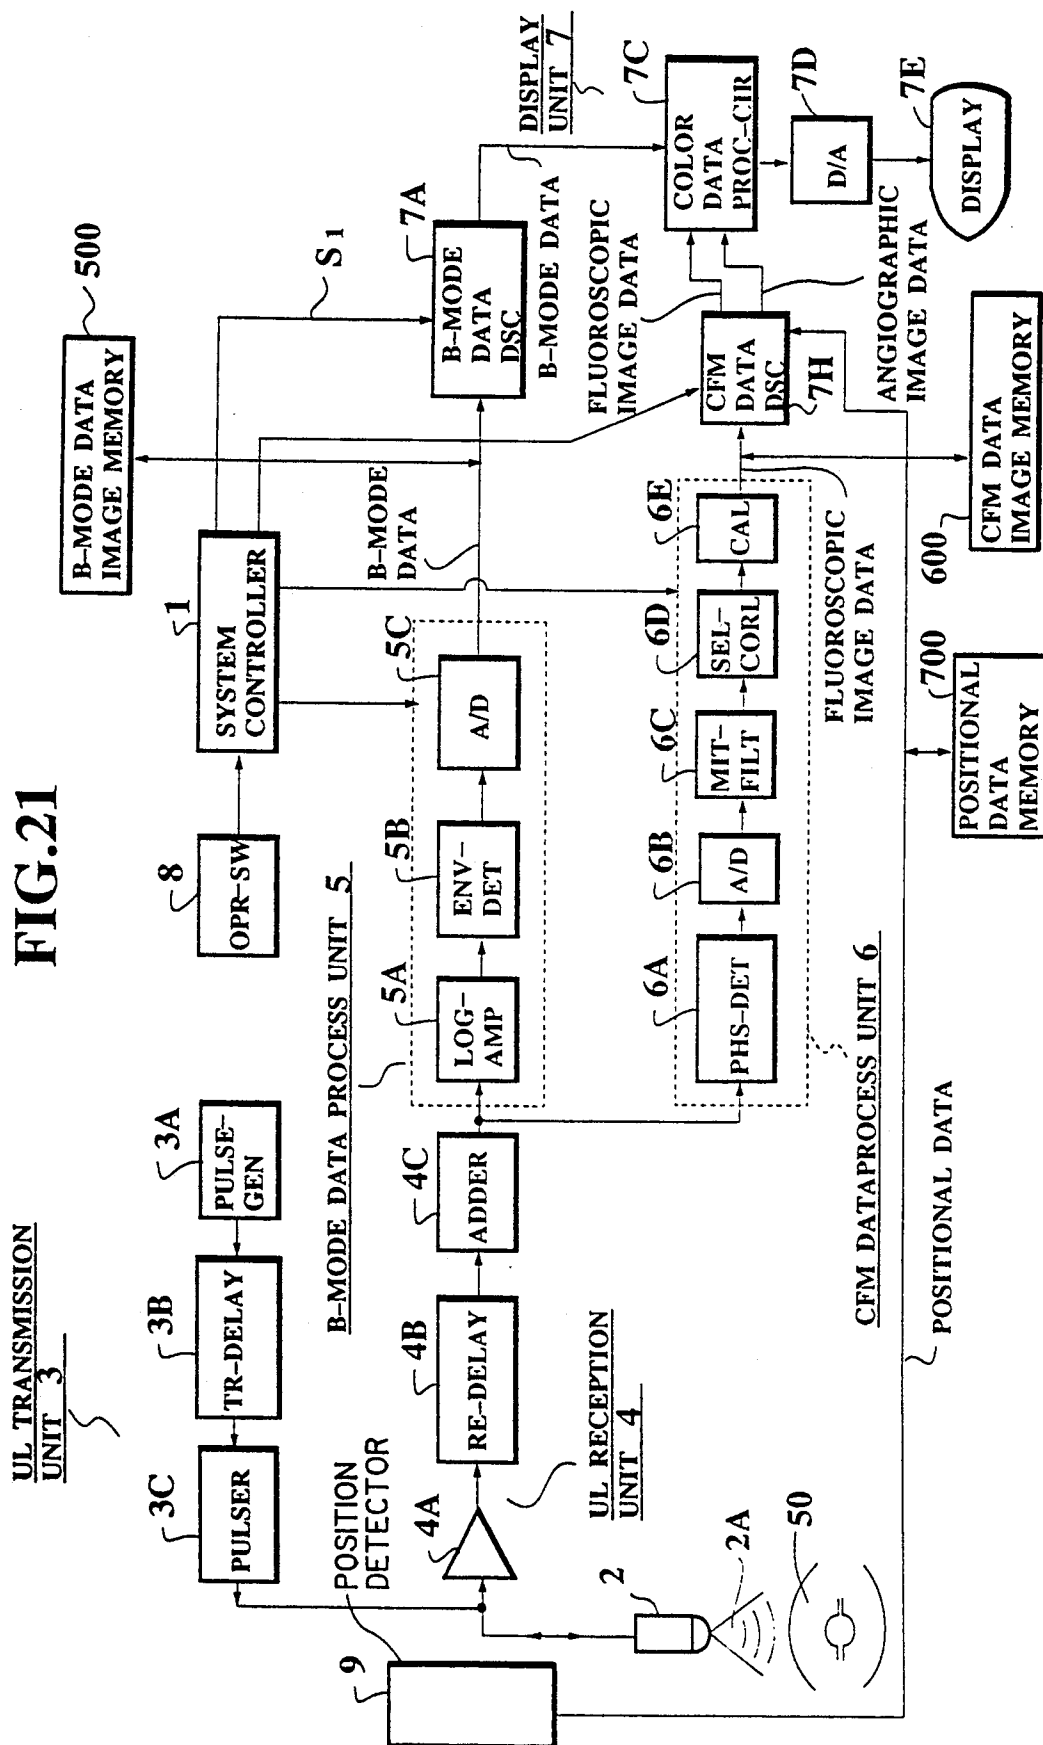 FIG.21
UL TRANSMISSION
UNIT 3
3C
PULSER
3B
TR-DELAY
3A
PULSE-
GEN
8
OPR-SW
1
SYSTEM
CONTROLLER
500
B-MODE DATA
IMAGE MEMORY
S1
9
POSITION
DETECTOR
4A
4B
RE-DELAY
4C
ADDER
UL RECEPTION
UNIT 4
B-MODE DATA PROCESS UNIT 5
5A
LOG-
AMP
5B
ENV-
DET
5C
A/D
B-MODE
DATA
7A
B-MODE
DATA
DSC
B-MODE DATA
DISPLAY
UNIT 7
7C
COLOR
DATA
PROC-CIR
7D
D/A
7E
DISPLAY
FLUOROSCOPIC
IMAGE DATA
CFM
DATA
DSC
7H
ANGIOGRAPHIC
IMAGE DATA
2
2A
50
6A
PHS-DET
6B
A/D
6C
MIT-
FILT
6D
SEL-
CORL
6E
CAL
FLUOROSCOPIC
IMAGE DATA
CFM DATAPROCESS UNIT 6
POSITIONAL DATA
700
POSITIONAL
DATA
MEMORY
600
CFM DATA
IMAGE MEMORY